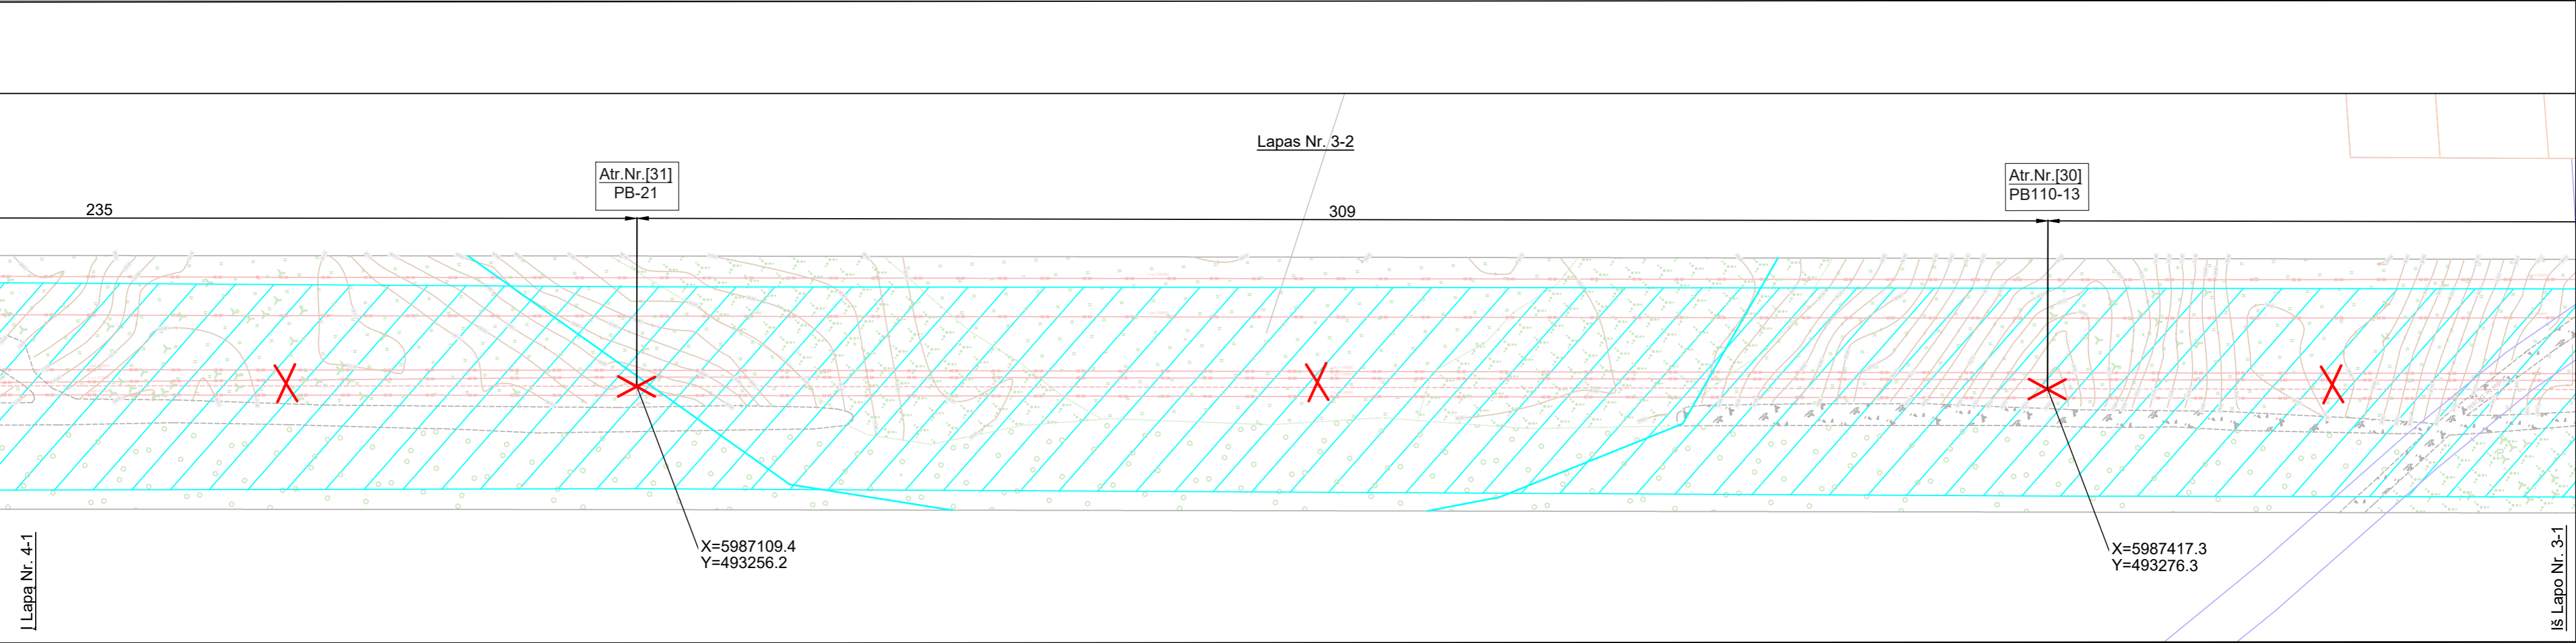 Lapas Nr. 3-2
Atr.Nr.[31]
PB-21
Atr.Nr.[30]
PB110-13
235
309
X=5987109.4
Y=493256.2
X=5987417.3
Y=493276.3
Į Lapą Nr. 4-1
Iš Lapo Nr. 3-1